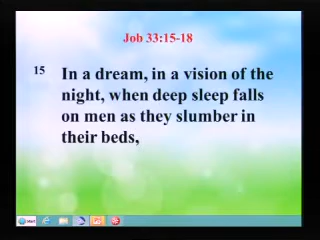 Job 33:15-18
15 In a dream, in a vision of the
night, when deep sleep falls
on men as they slumber in
their beds,